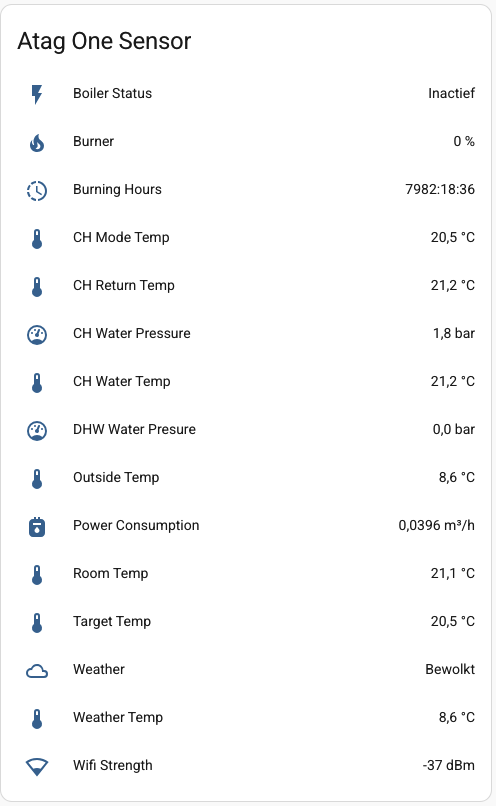 Atag One Sensor
Boiler Status Inactief
Burner 0 %
Burning Hours 7982:18:36
CH Mode Temp 20,5 °C
CH Return Temp 21,2 °C
CH Water Pressure 1,8 bar
CH Water Temp 21,2 °C
DHW Water Presure 0,0 bar
Outside Temp 8,6 °C
Power Consumption 0,0396 m³/h
Room Temp 21,1 °C
Target Temp 20,5 °C
Weather Bewolkt
Weather Temp 8,6 °C
Wifi Strength -37 dBm